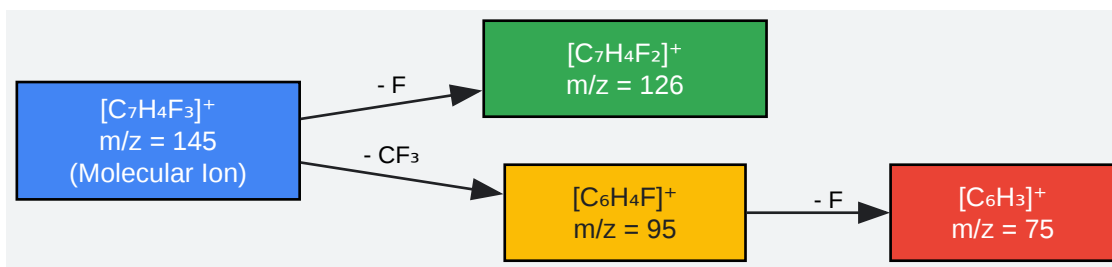 [C₇H₄F₃]⁺
m/z = 145
(Molecular Ion)
- F
[C₇H₄F₂]⁺
m/z = 126
- CF₃
[C₆H₄F]⁺
m/z = 95
- F
[C₆H₃]⁺
m/z = 75